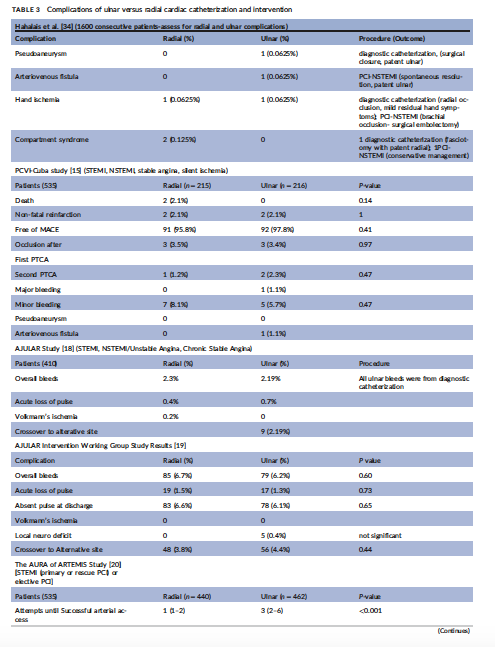 TABLE 3 Complications of ulnar versus radial cardiac catheterization and intervention
Hahalais et al. [34] (1600 consecutive patients-assess for radial and ulnar complications)
Complication Radial (%) Ulnar (%) Procedure (Outcome)
Pseudoaneurysm 0 1 (0.0625%) diagnostic catheterization, (surgical
closure, patent ulnar)
Arteriovenous fistula 0 1 (0.0625%) PCI-NSTEMI (spontaneous resolu-
tion, patent ulnar)
Hand ischemia 1 (0.0625%) 1 (0.0625%) diagnostic catheterization (radial oc-
clusion, mild residual hand symp-
toms); PCI-NSTEMI (brachial
occlusion- surgical embolectomy)
Compartment syndrome 2 (0.125%) 0 1 diagnostic catheterization (fasciot-
omy with patent radial); 1PCI-
NSTEMI (conservative management)
PCVI-Cuba study [15] (STEMI, NSTEMI, stable angina, silent ischemia)
Patients (535) Radial (n = 215) Ulnar (n = 216) P-value
Death 2 (2.1%) 0 0.14
Non-fatal reinfarction 2 (2.1%) 2 (2.1%) 1
Free of MACE 91 (95.8%) 92 (97.8%) 0.41
Occlusion after 3 (3.5%) 3 (3.4%) 0.97
First PTCA
Second PTCA 1 (1.2%) 2 (2.3%) 0.47
Major bleeding 0 1 (1.1%)
Minor bleeding 7 (8.1%) 5 (5.7%) 0.47
Pseudoaneurysm 0 0
Arteriovenous fistula 0 1 (1.1%)
AJULAR Study [18] (STEMI, NSTEMI/Unstable Angina, Chronic Stable Angina)
Patients (410) Radial (%) Ulnar (%) Procedure
Overall bleeds 2.3% 2.19% All ulnar bleeds were from diagnostic
catheterization
Acute loss of pulse 0.4% 0.7%
Volkmann's ischemia 0.2% 0
Crossover to alterative site 9 (2.19%)
AJULAR Intervention Working Group Study Results [19]
Complication Radial (%) Ulnar (%) P value
Overall bleeds 85 (6.7%) 79 (6.2%) 0.60
Acute loss of pulse 19 (1.5%) 17 (1.3%) 0.73
Absent pulse at discharge 83 (6.6%) 78 (6.1%) 0.65
Volkmann's ischemia 0 0
Local neuro deficit 0 5 (0.4%) not significant
Crossover to Alternative site 48 (3.8%) 56 (4.4%) 0.44
The AURA of ARTEMIS Study [20]
[STEMI (primary or rescue PCI) or
elective PCI]
Patients (535) Radial (n = 440) Ulnar (n = 462) P-value
Attempts until Successful arterial ac-
cess 1 (1–2) 3 (2–6) <0.001
(Continues)